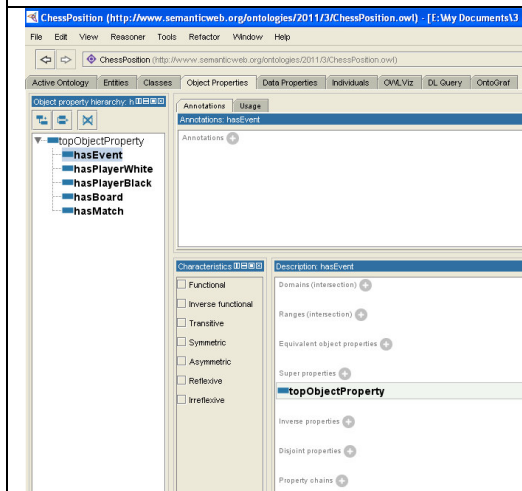 ChessPosition (http://www.semanticweb.org/ontologies/2011/3/ChessPosition.owl) - [E:\My Documents\3
File Edit View Reasoner Tools Refactor Window Help
ChessPosition (http://www.semanticweb.org/ontologies/2011/3/ChessPosition.owl)
Active Ontology Entities Classes Object Properties Data Properties Individuals OWLViz DL Query OntoGraf
Object property hierarchy: h
topObjectProperty
hasEvent
hasPlayerWhite
hasPlayerBlack
hasBoard
hasMatch
Annotations Usage
Annotations: hasEvent
Annotations
Characteristics
Functional
Inverse functional
Transitive
Symmetric
Asymmetric
Reflexive
Irreflexive
Description: hasEvent
Domains (intersection)
Ranges (intersection)
Equivalent object properties
Super properties
topObjectProperty
Inverse properties
Disjoint properties
Property chains